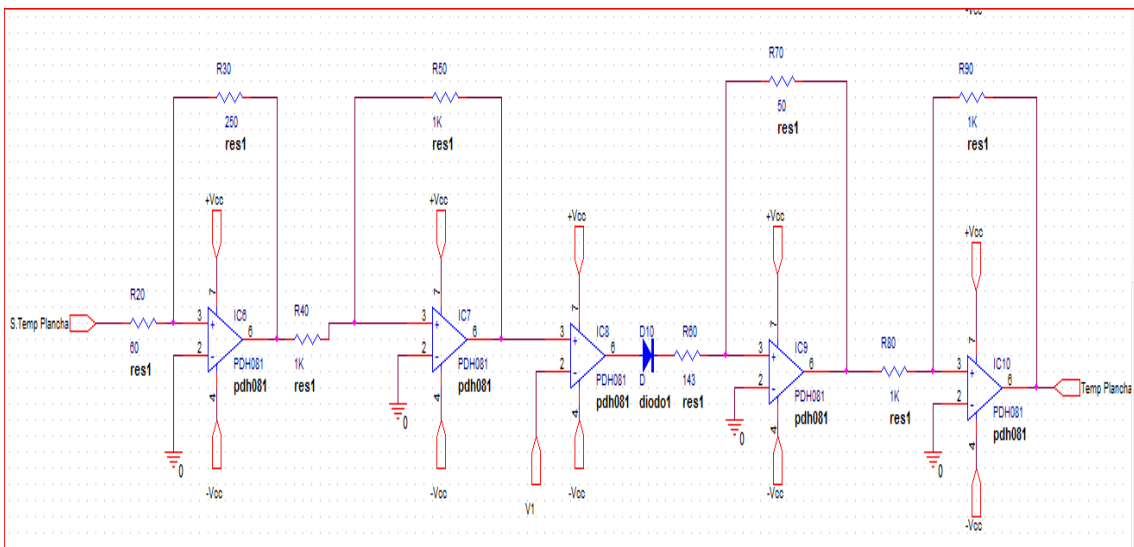 -Vcc
R30
250
res1
R50
1K
res1
R70
50
res1
R90
1K
res1
+Vcc
+Vcc
+Vcc
+Vcc
+Vcc
S.Temp Plancha
R20
60
res1
7
3
+
2
-
6
4
IC6
PDH081
pdh081
0
-Vcc
R40
1K
res1
7
3
+
2
-
6
4
IC7
PDH081
pdh081
0
-Vcc
7
3
+
2
-
6
4
IC8
PDH081
pdh081
V1
-Vcc
D10
D
diodo1
R60
143
res1
7
3
+
2
-
6
4
IC9
PDH081
pdh081
0
-Vcc
R80
1K
res1
7
3
+
2
-
6
4
IC10
PDH081
pdh081
0
-Vcc
Temp Plancha